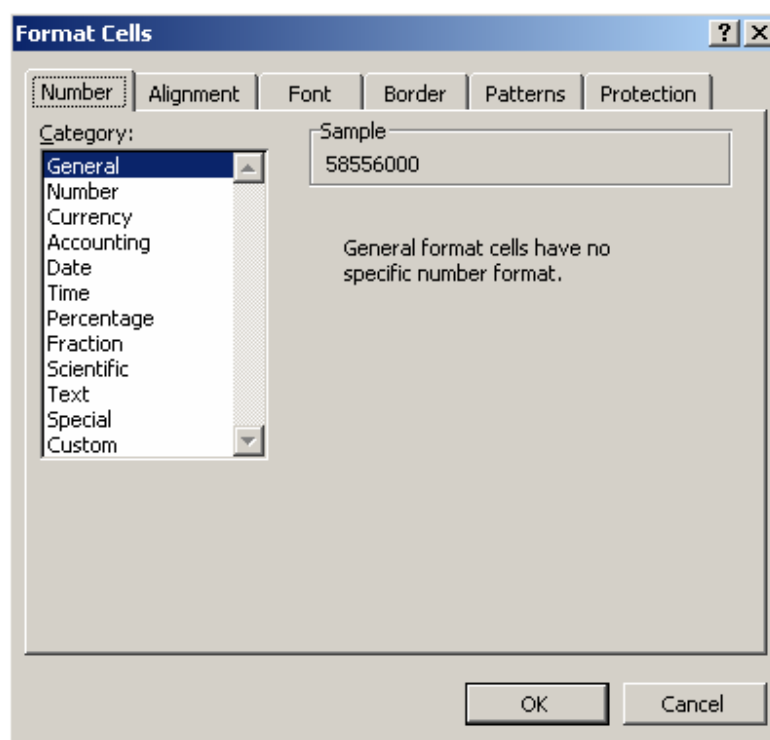 Format Cells
Number Alignment Font Border Patterns Protection
Category:
General
Number
Currency
Accounting
Date
Time
Percentage
Fraction
Scientific
Text
Special
Custom
Sample
58556000
General format cells have no
specific number format.
OK Cancel